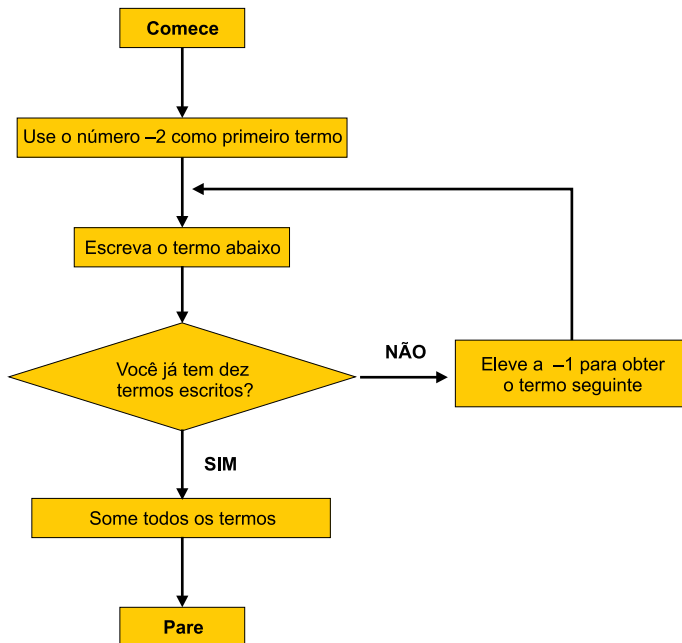 Comece
Use o número –2 como primeiro termo
Escreva o termo abaixo
Você já tem dez
termos escritos?
NÃO
Eleve a –1 para obter
o termo seguinte
SIM
Some todos os termos
Pare